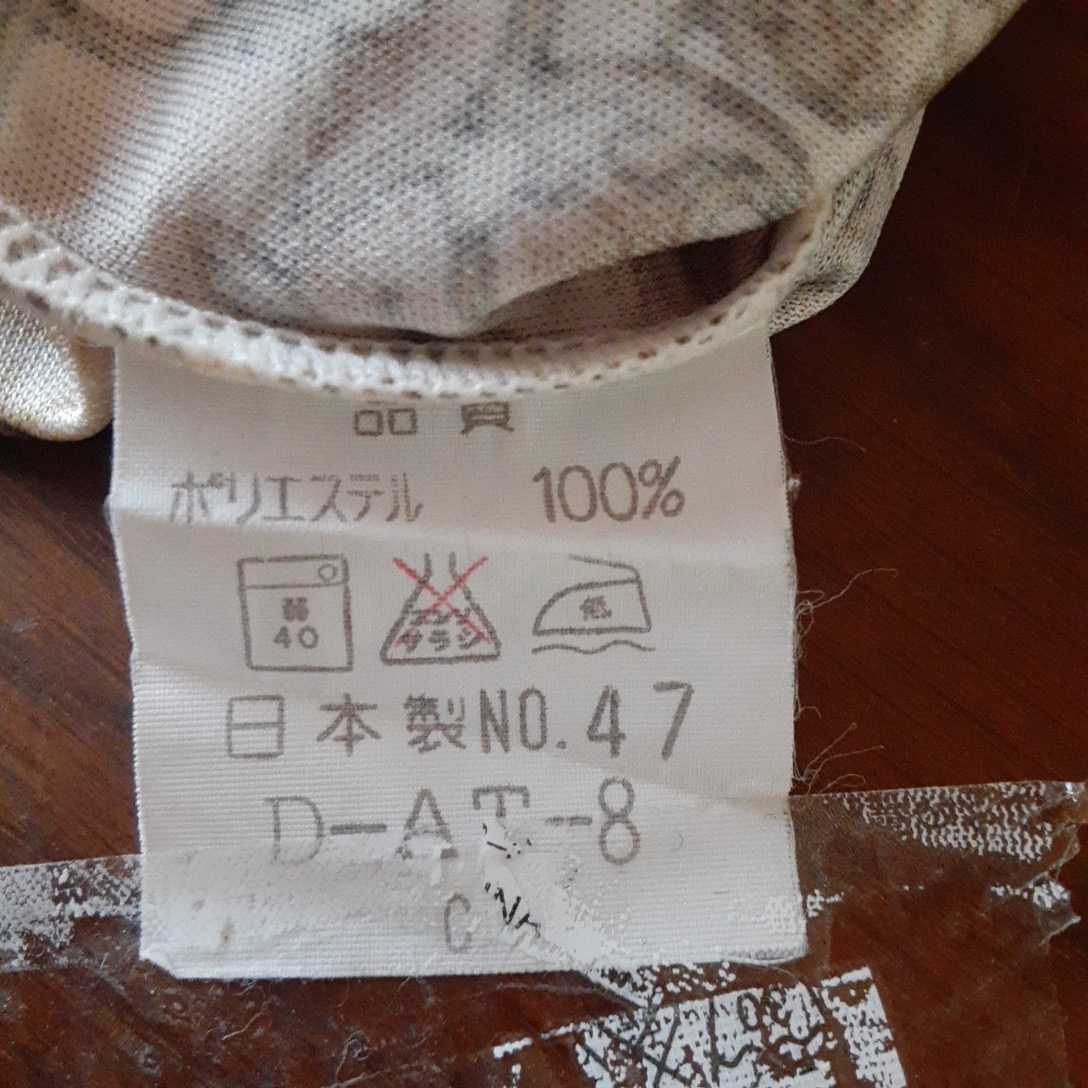 品質
ポリエステル 100%
弱 40 エンソ サラシ 低
日本製NO.47
D-AT-8
C